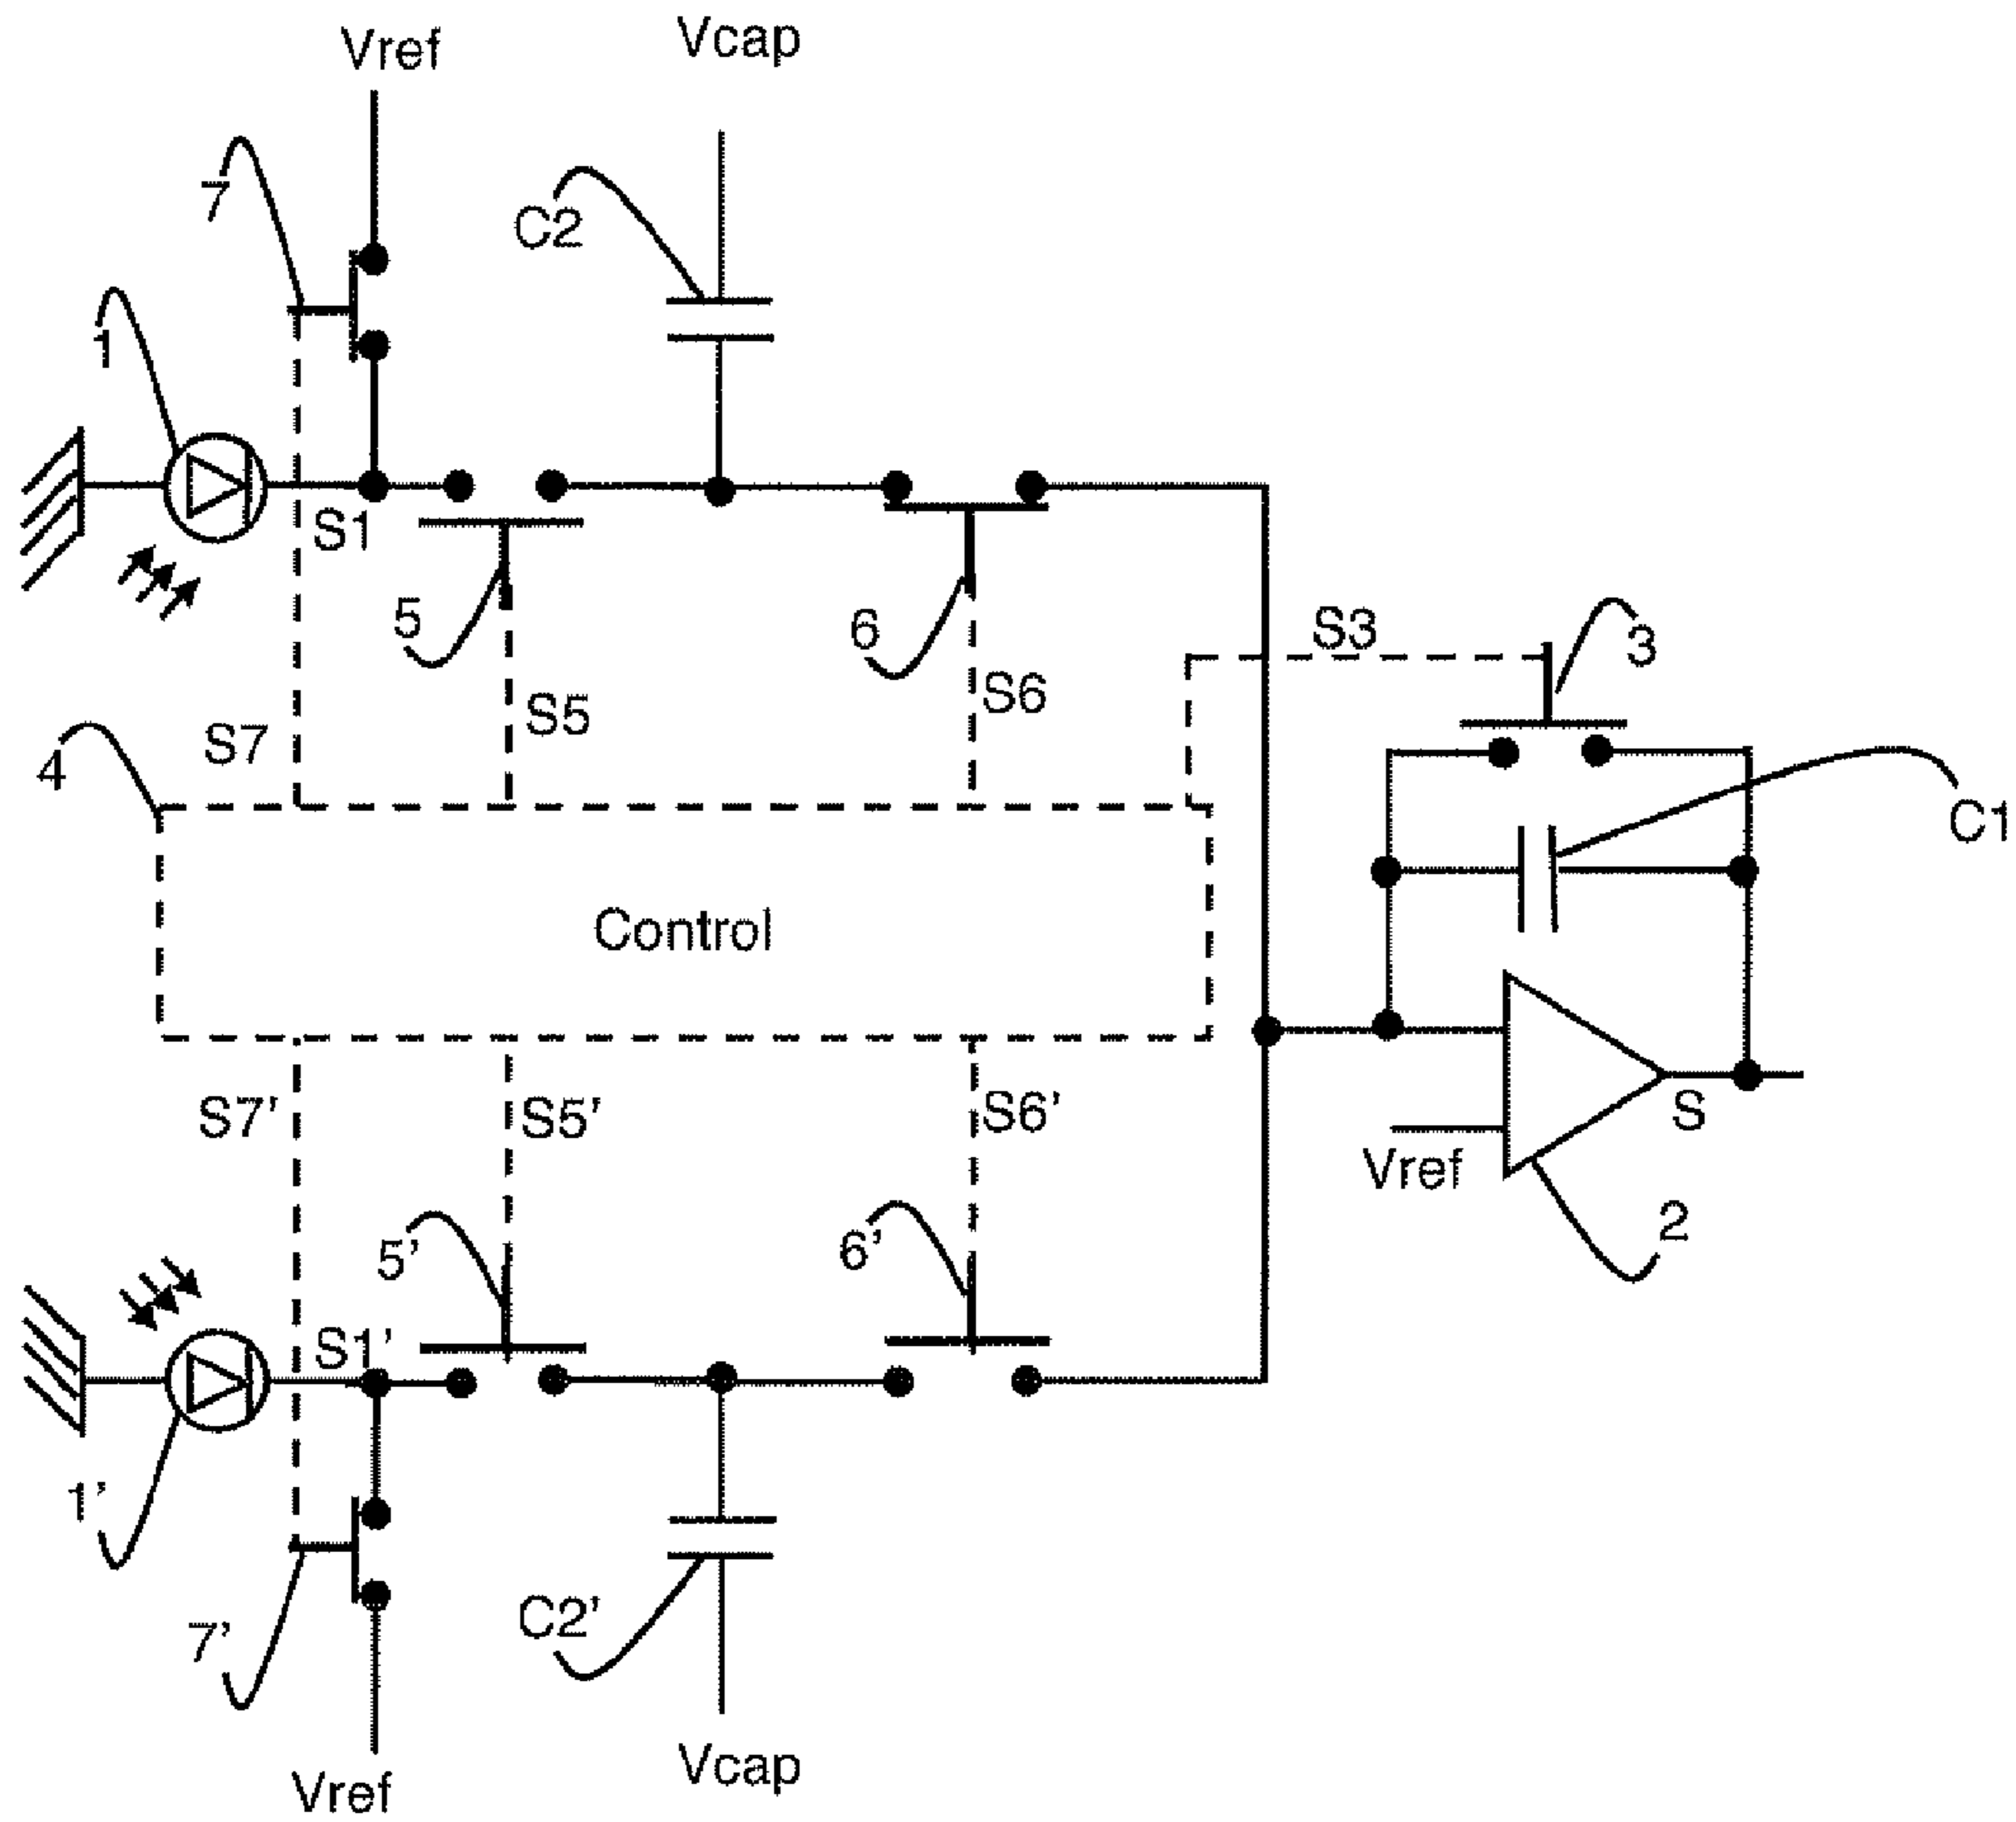 Vref
Vcap
7
C2
1
S1
5
6
S3
3
S5
S6
S7
4
C1
Control
S7'
S5'
S6'
S
Vref
2
5'
6'
S1'
1'
C2'
7'
Vcap
Vref